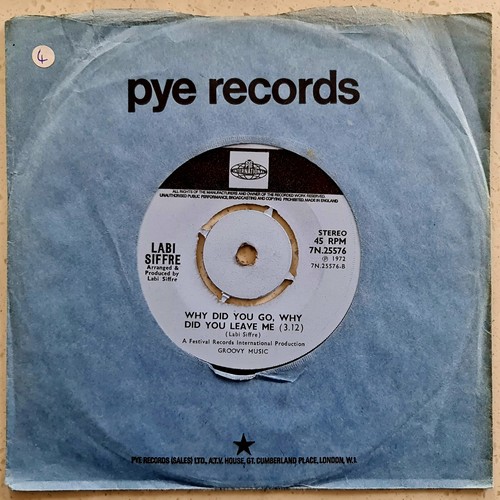 4
pye records
PYE
INTERNATIONAL
ALL RIGHTS OF THE MANUFACTURERS AND OWNER OF THE RECORDED WORK RESERVED
UNAUTHORISED PUBLIC PERFORMANCE, BROADCASTING AND COPYING PROHIBITED. MADE IN ENGLAND
LABI
SIFFRE
Arranged &
Produced by
Labi Siffre
STEREO
45 RPM
7N.25576
℗ 1972
7N.25576-B
WHY DID YOU GO, WHY
DID YOU LEAVE ME (3.12)
(Labi Siffre)
A Festival Records International Production
GROOVY MUSIC
PYE RECORDS (SALES) LTD., A.T.V. HOUSE, GT. CUMBERLAND PLACE, LONDON, W.1.